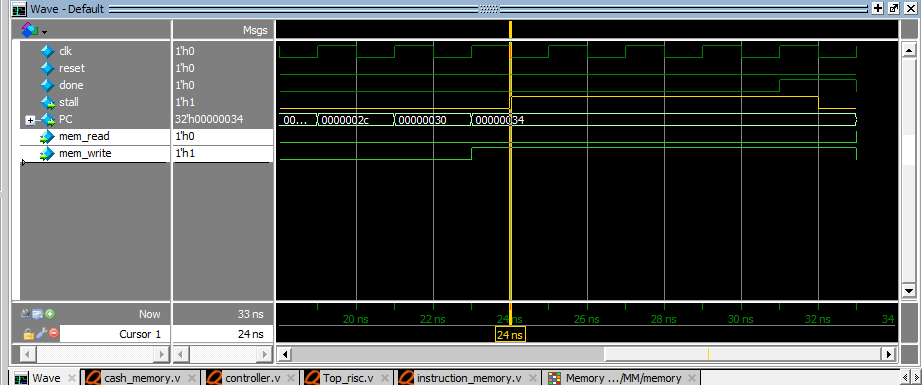 Wave - Default
Msgs
clk 1'h0
reset 1'h0
done 1'h0
stall 1'h1
PC 32'h00000034 00... 0000002c 00000030 00000034
mem_read 1'h0
mem_write 1'h1
Now 33 ns 20 ns 22 ns 24 ns 26 ns 28 ns 30 ns 32 ns 34
Cursor 1 24 ns 24 ns
Wave cash_memory.v controller.v Top_risc.v instruction_memory.v Memory .../MM/memory